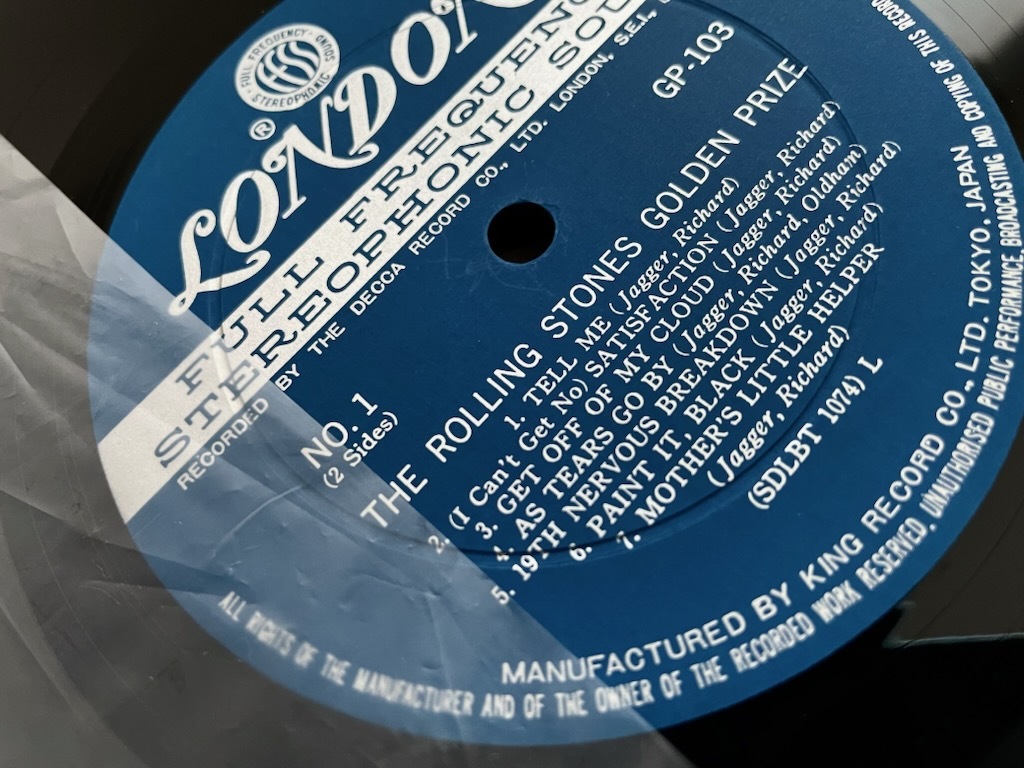 FULL FREQUENCY · SOUND
STEREOPHONIC
®
LONDON
FULL FREQUENCY
STEREOPHONIC SOUND
RECORDED BY THE DECCA RECORD CO., LTD. LONDON, S.E.I.,
NO. 1
(2 Sides)
GP-103
THE ROLLING STONES GOLDEN PRIZE
1. TELL ME (Jagger, Richard)
2. (I Can't Get No) SATISFACTION (Jagger, Richard)
3. GET OFF OF MY CLOUD (Jagger, Richard)
4. AS TEARS GO BY (Jagger, Richard, Oldham)
5. 19TH NERVOUS BREAKDOWN (Jagger, Richard)
6. PAINT IT, BLACK (Jagger, Richard)
7. MOTHER'S LITTLE HELPER
(Jagger, Richard)
(SDLBT 1074) L
MANUFACTURED BY KING RECORD CO., LTD. TOKYO. JAPAN
ALL RIGHTS OF THE MANUFACTURER AND OF THE OWNER OF THE RECORDED WORK RESERVED. UNAUTHORISED PUBLIC PERFORMANCE, BROADCASTING AND COPYING OF THIS RECORD